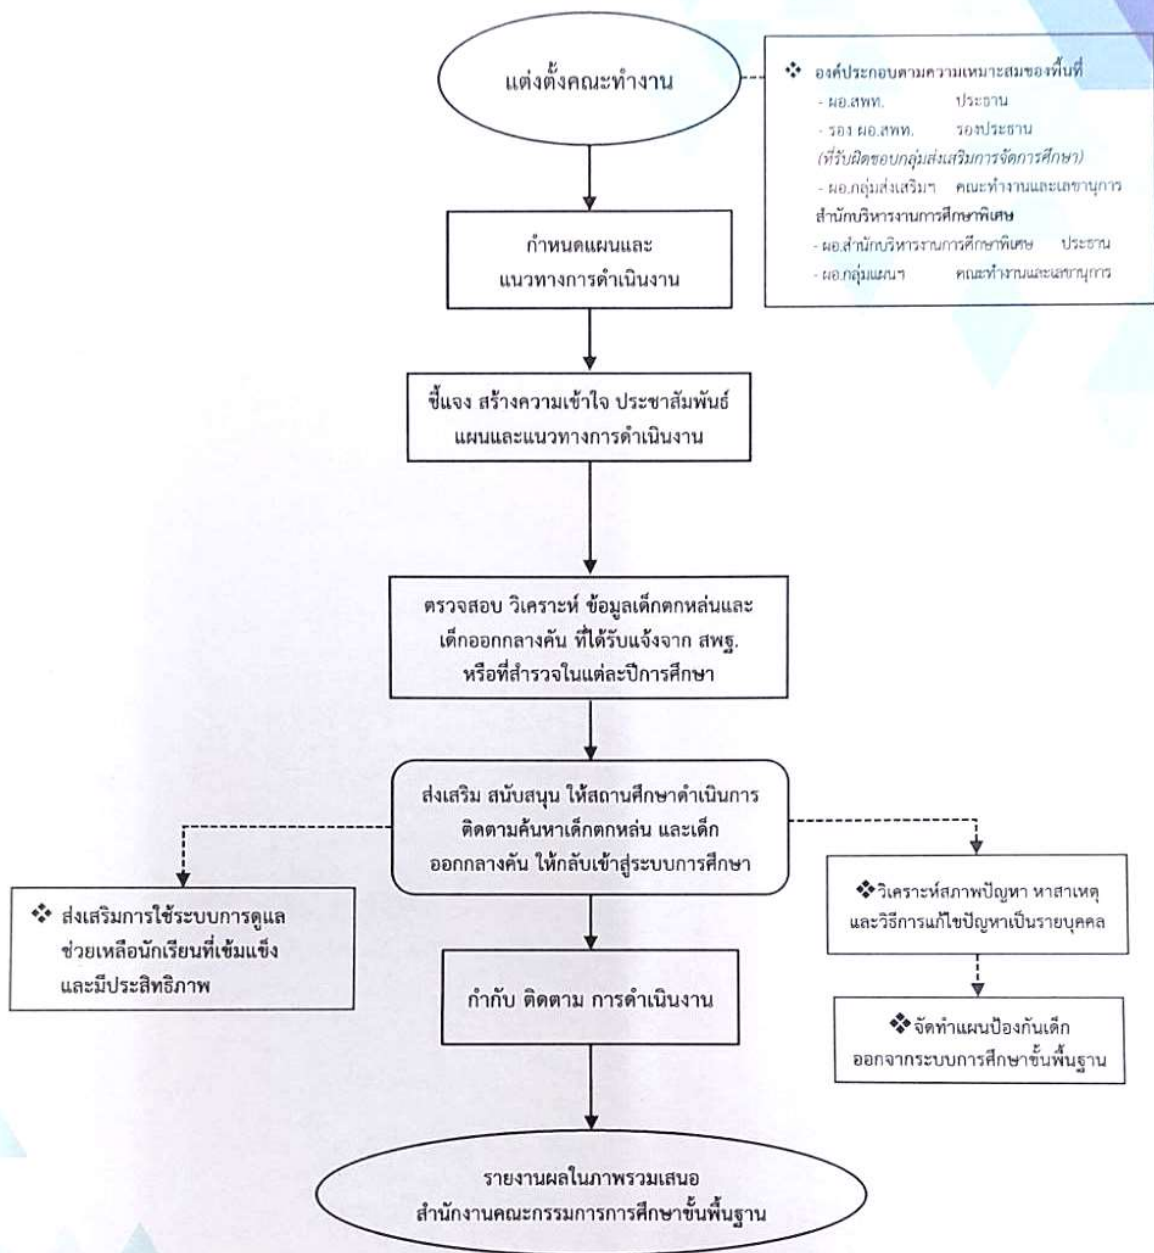 แต่งตั้งคณะทำงาน
❖ องค์ประกอบตามความเหมาะสมของพื้นที่
- ผอ.สพท. ประธาน
- รอง ผอ.สพท. รองประธาน
(ที่รับผิดชอบกลุ่มส่งเสริมการจัดการศึกษา)
- ผอ.กลุ่มส่งเสริมฯ คณะทำงานและเลขานุการ
สำนักบริหารงานการศึกษาพิเศษ
- ผอ.สำนักบริหารงานการศึกษาพิเศษ ประธาน
- ผอ.กลุ่มแผนฯ คณะทำงานและเลขานุการ
กำหนดแผนและ
แนวทางการดำเนินงาน
ชี้แจง สร้างความเข้าใจ ประชาสัมพันธ์
แผนและแนวทางการดำเนินงาน
ตรวจสอบ วิเคราะห์ ข้อมูลเด็กตกหล่นและ
เด็กออกกลางคัน ที่ได้รับแจ้งจาก สพฐ.
หรือที่สำรวจในแต่ละปีการศึกษา
ส่งเสริม สนับสนุน ให้สถานศึกษาดำเนินการ
ติดตามค้นหาเด็กตกหล่น และเด็ก
ออกกลางคัน ให้กลับเข้าสู่ระบบการศึกษา
❖ ส่งเสริมการใช้ระบบการดูแล
ช่วยเหลือนักเรียนที่เข้มแข็ง
และมีประสิทธิภาพ
❖วิเคราะห์สภาพปัญหา หาสาเหตุ
และวิธีการแก้ไขปัญหาเป็นรายบุคคล
❖จัดทำแผนป้องกันเด็ก
ออกจากระบบการศึกษาขั้นพื้นฐาน
กำกับ ติดตาม การดำเนินงาน
รายงานผลในภาพรวมเสนอ
สำนักงานคณะกรรมการการศึกษาขั้นพื้นฐาน